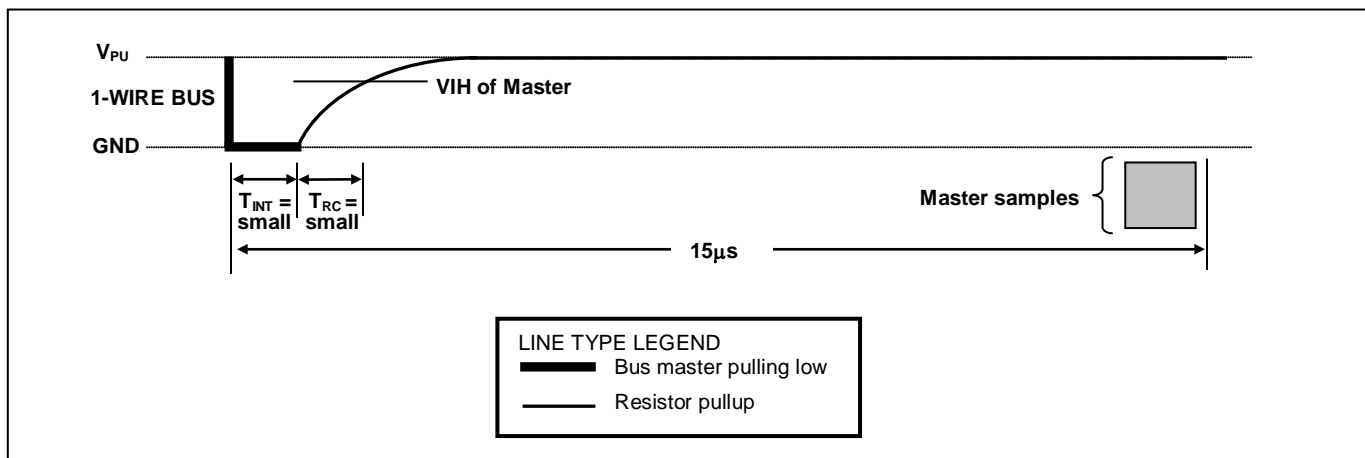 VPU
VIH of Master
1-WIRE BUS
GND
TINT =
small
TRC =
small
Master samples
15μs
LINE TYPE LEGEND
Bus master pulling low
Resistor pullup